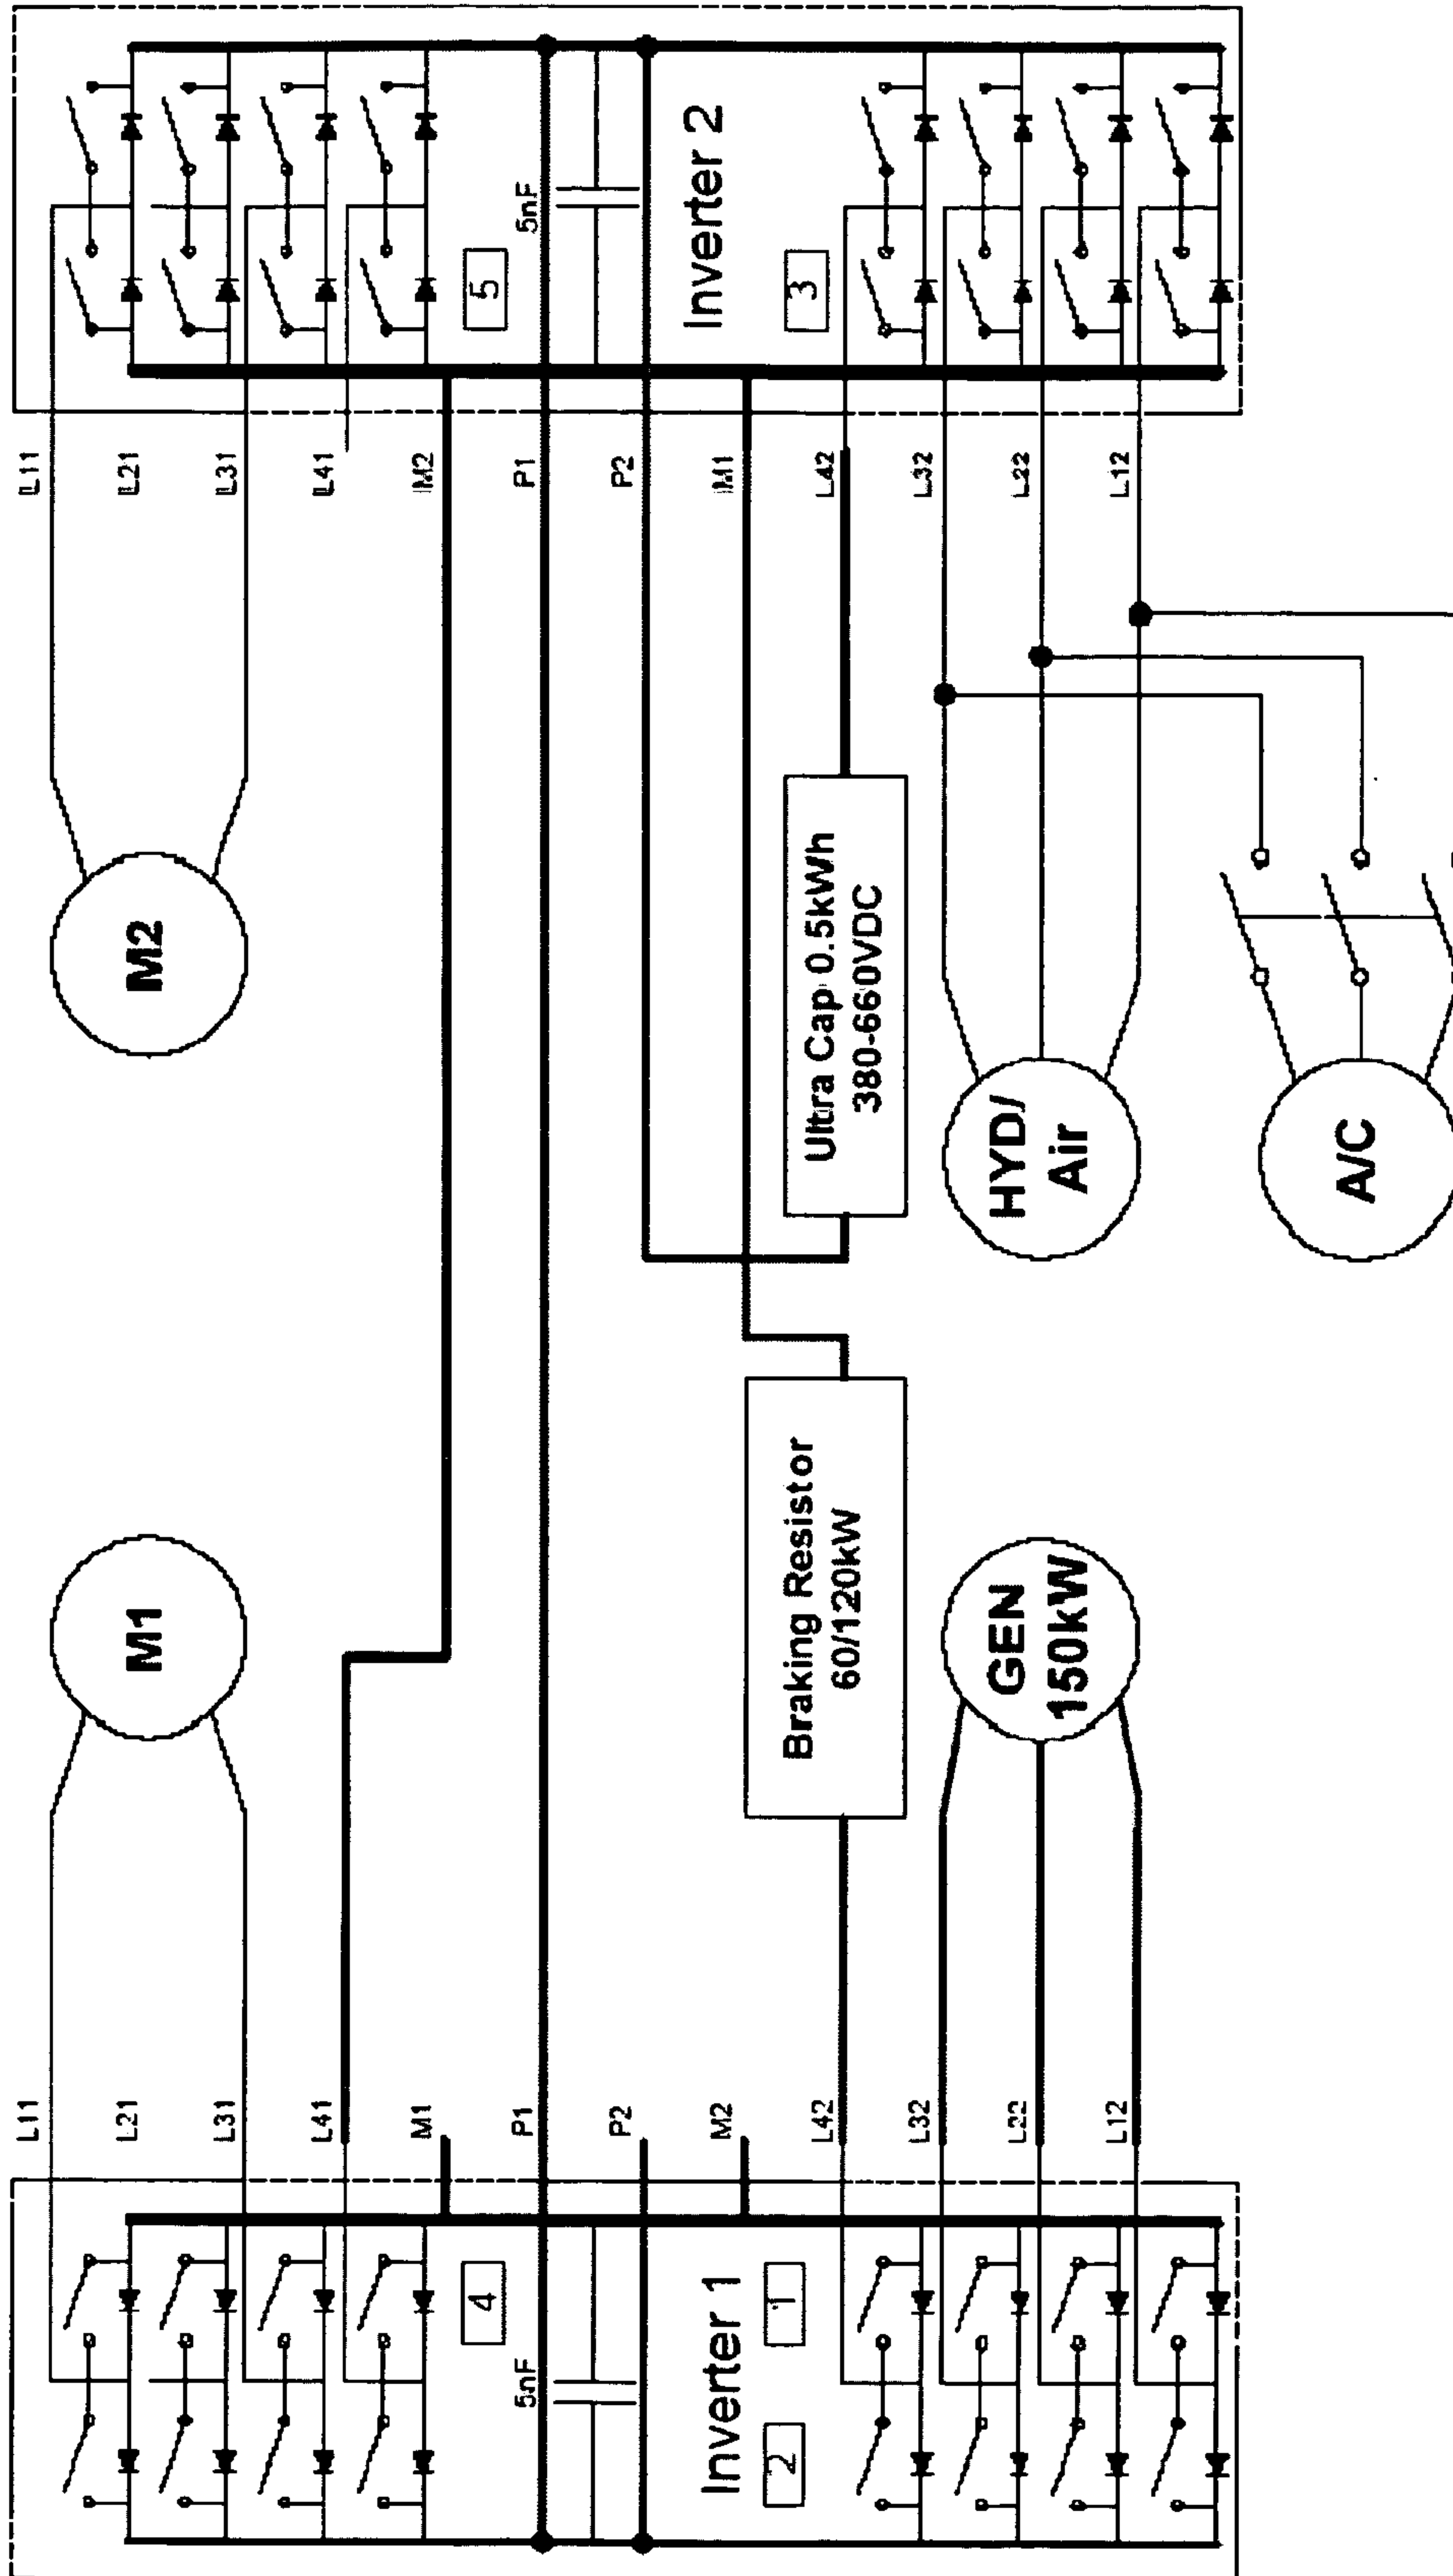 L11
L11
L21
M1
M2
L21
L31
L31
L41
L41
M1
M2
4
5
5nF
P1
P1
5nF
P2
P2
Inverter 1
M2
M1
Inverter 2
2
1
3
Braking Resistor
60/120kW
Ultra Cap 0.5kWh
380-660VDC
L42
L42
L32
L32
GEN
150kW
HYD/
Air
L22
L22
L12
L12
A/C